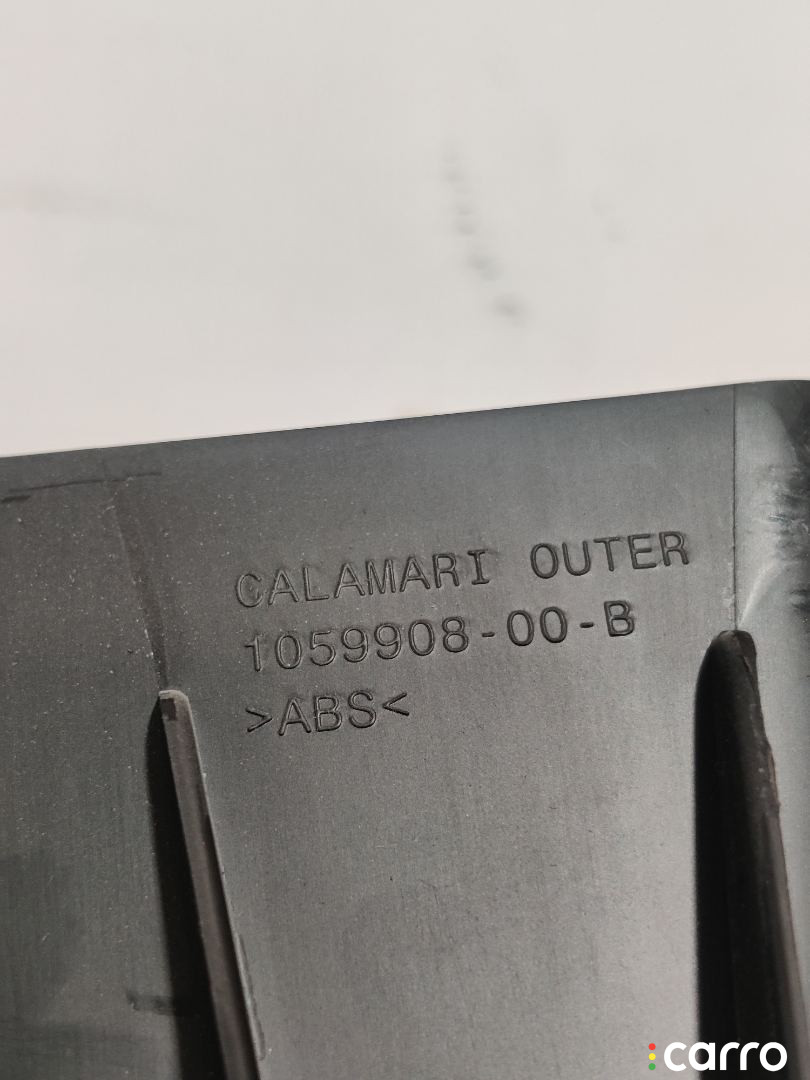 CALAMARI OUTER
1059908-00-B
>ABS<
carro